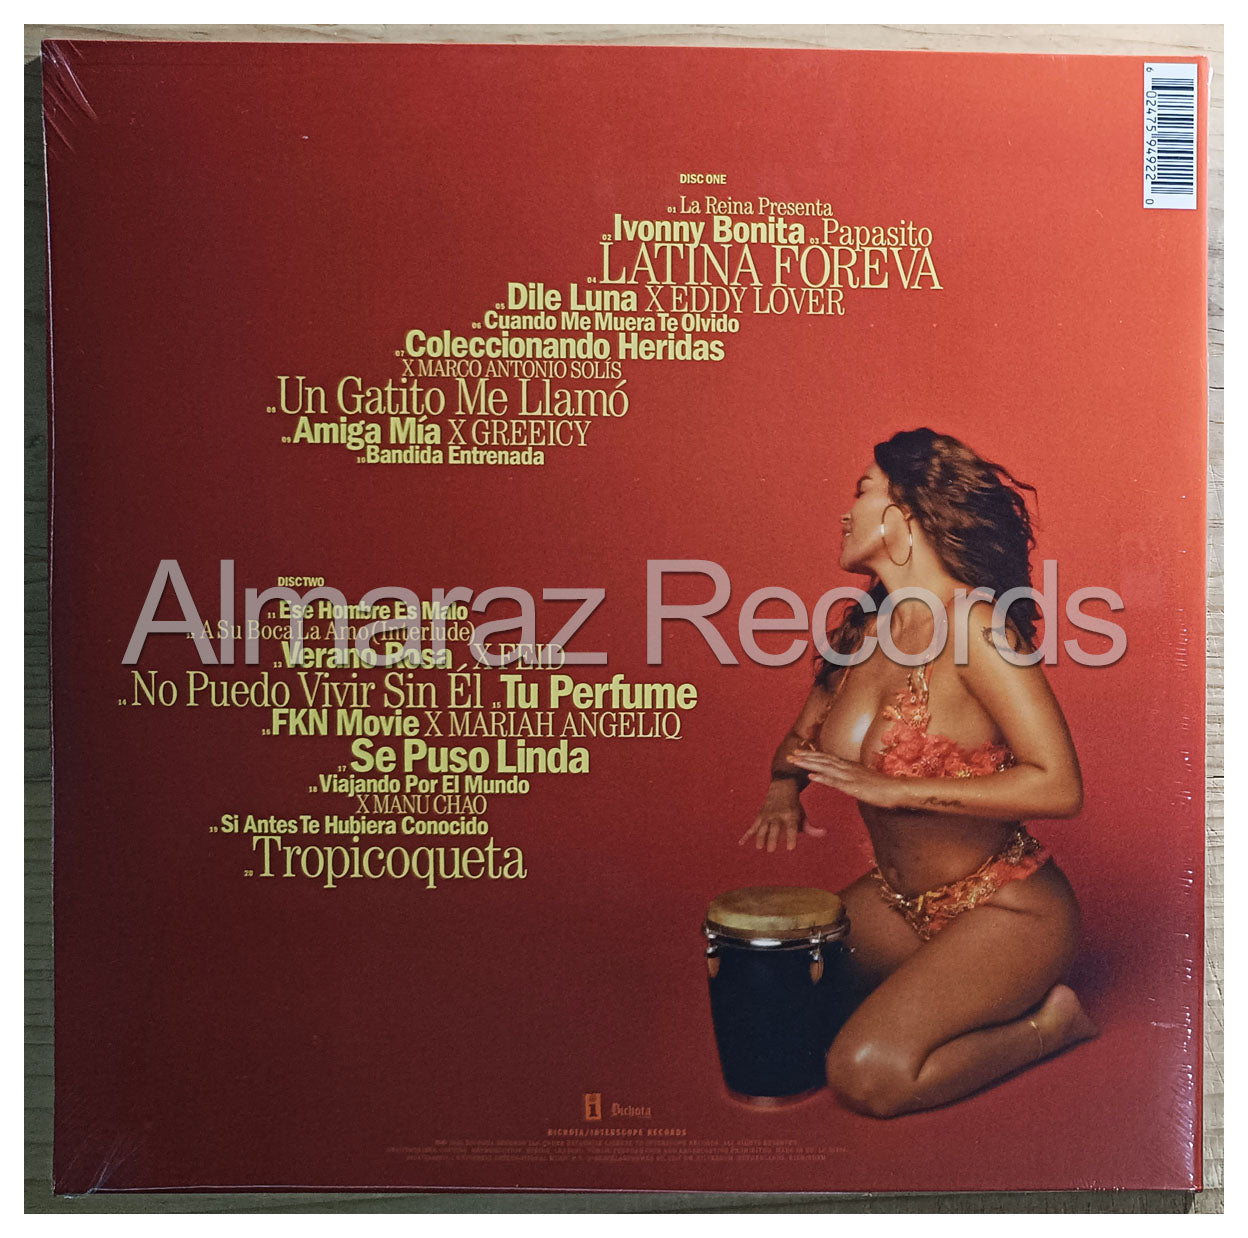 6 02475 94922 0
DISC ONE
01 La Reina Presenta
02 Ivonny Bonita 03 Papasito
04 LATINA FOREVA
05 Dile Luna X EDDY LOVER
06 Cuando Me Muera Te Olvido
07 Coleccionando Heridas
X MARCO ANTONIO SOLÍS
08 Un Gatito Me Llamó
09 Amiga Mía X GREEICY
10 Bandida Entrenada
Almaraz Records
DISC TWO
11 Ese Hombre Es Malo
12 A Su Boca La Amo (Interlude)
13 Verano Rosa X FEID
14 No Puedo Vivir Sin Él 15 Tu Perfume
16 FKN Movie X MARIAH ANGELIQ
17 Se Puso Linda
18 Viajando Por El Mundo
X MANU CHAO
19 Si Antes Te Hubiera Conocido
20 Tropicoqueta
i Bichota
BICHOTA/INTERSCOPE RECORDS